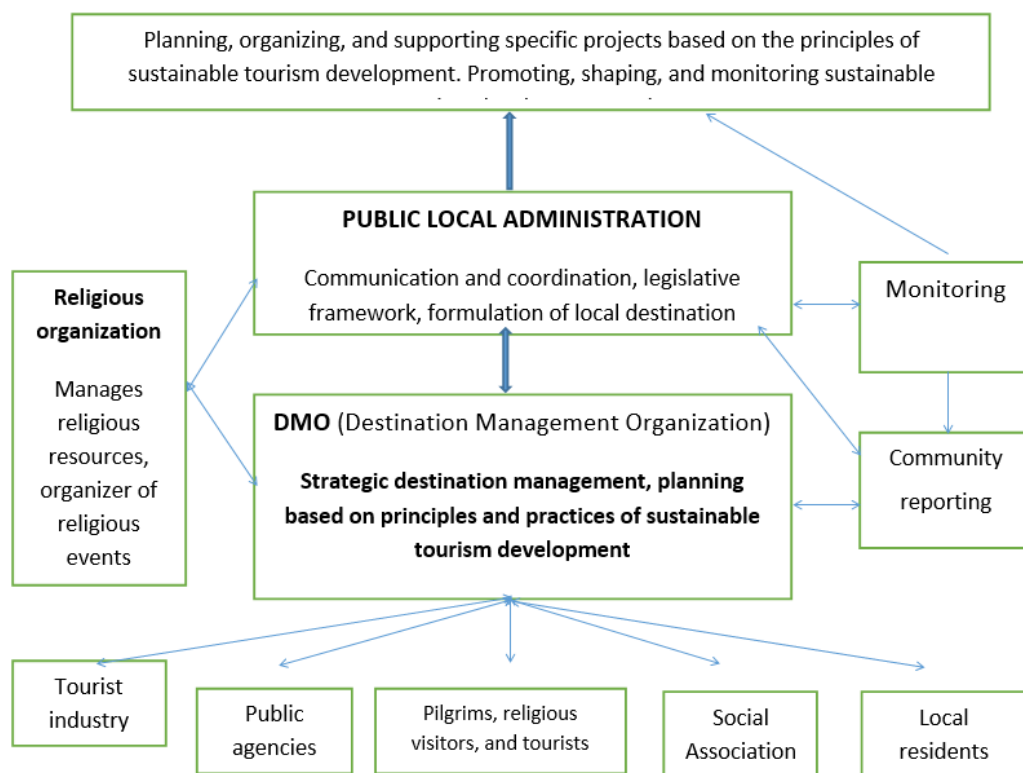 Planning, organizing, and supporting specific projects based on the principles of
sustainable tourism development. Promoting, shaping, and monitoring sustainable
PUBLIC LOCAL ADMINISTRATION
Communication and coordination, legislative
framework, formulation of local destination
Religious
organization
Manages
religious
resources,
organizer of
religious
events
Monitoring
DMO (Destination Management Organization)
Strategic destination management, planning
based on principles and practices of sustainable
tourism development
Community
reporting
Tourist
industry
Public
agencies
Pilgrims, religious
visitors, and tourists
Social
Association
Local
residents